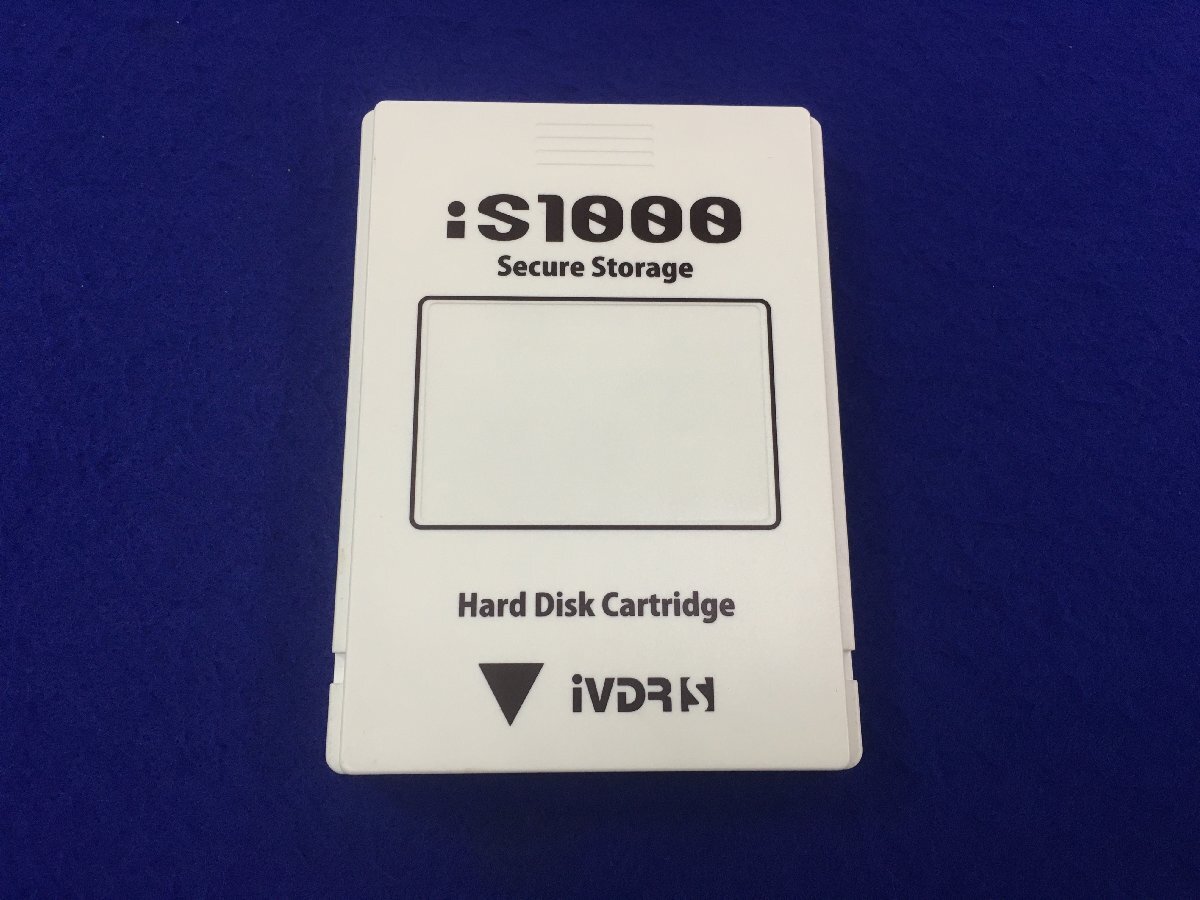 iS1000
Secure Storage
Hard Disk Cartridge
iVDR S